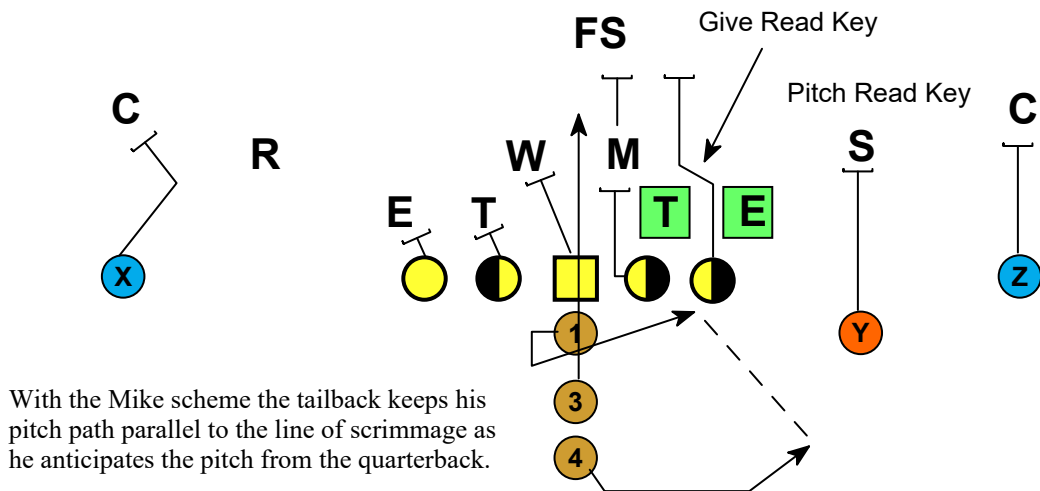 FS
Give Read Key
Pitch Read Key
C
C
R
W
M
S
E
T
T
E
X
Z
1
Y
3
4
With the Mike scheme the tailback keeps his
pitch path parallel to the line of scrimmage as
he anticipates the pitch from the quarterback.